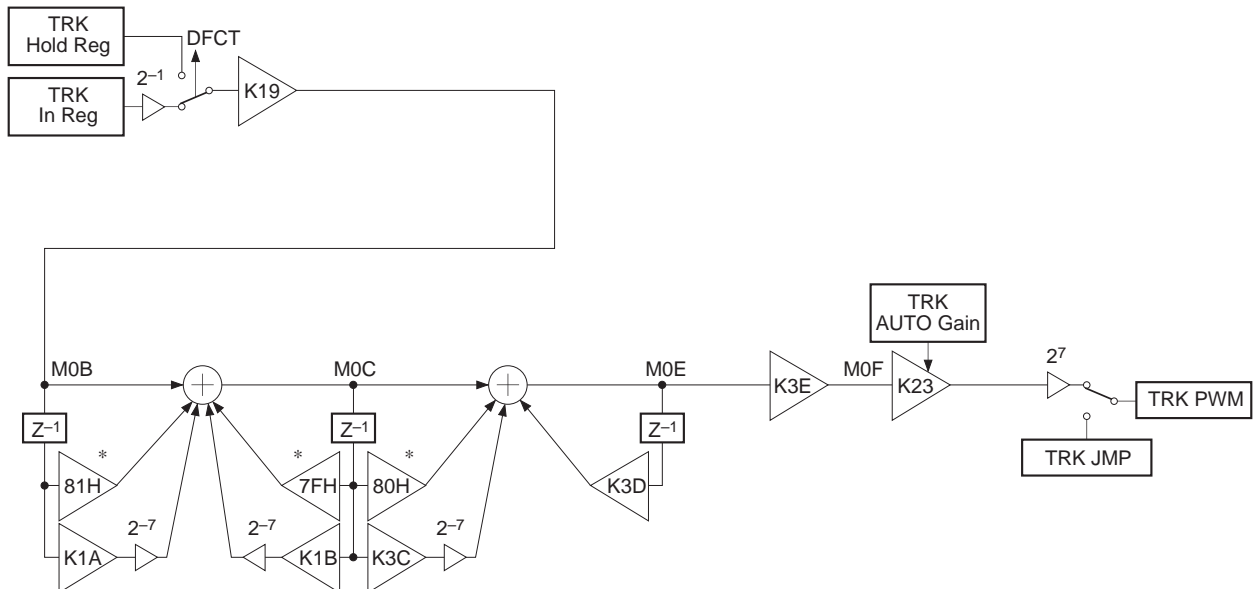 TRK
Hold Reg
DFCT
2–1
TRK
In Reg
K19
TRK
AUTO Gain
M0B
M0C
M0E
K3E
M0F
K23
27
TRK PWM
TRK JMP
Z–1
Z–1
Z–1
*
*
*
81H
7FH
80H
K3D
2–7
2–7
2–7
K1A
K1B
K3C